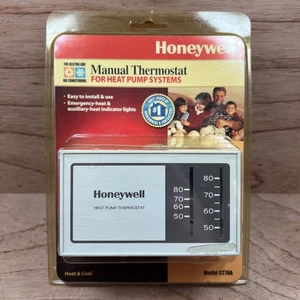 Honeywell
FOR HEATING AND
AIR CONDITIONING
Manual Thermostat
FOR HEAT PUMP SYSTEMS
• Easy to install & use
• Emergency-heat &
auxiliary-heat indicator lights
#1
Honeywell
HEAT PUMP THERMOSTAT
80
70
60
50
80
70
60
50
Heat & Cool
Model CT70A